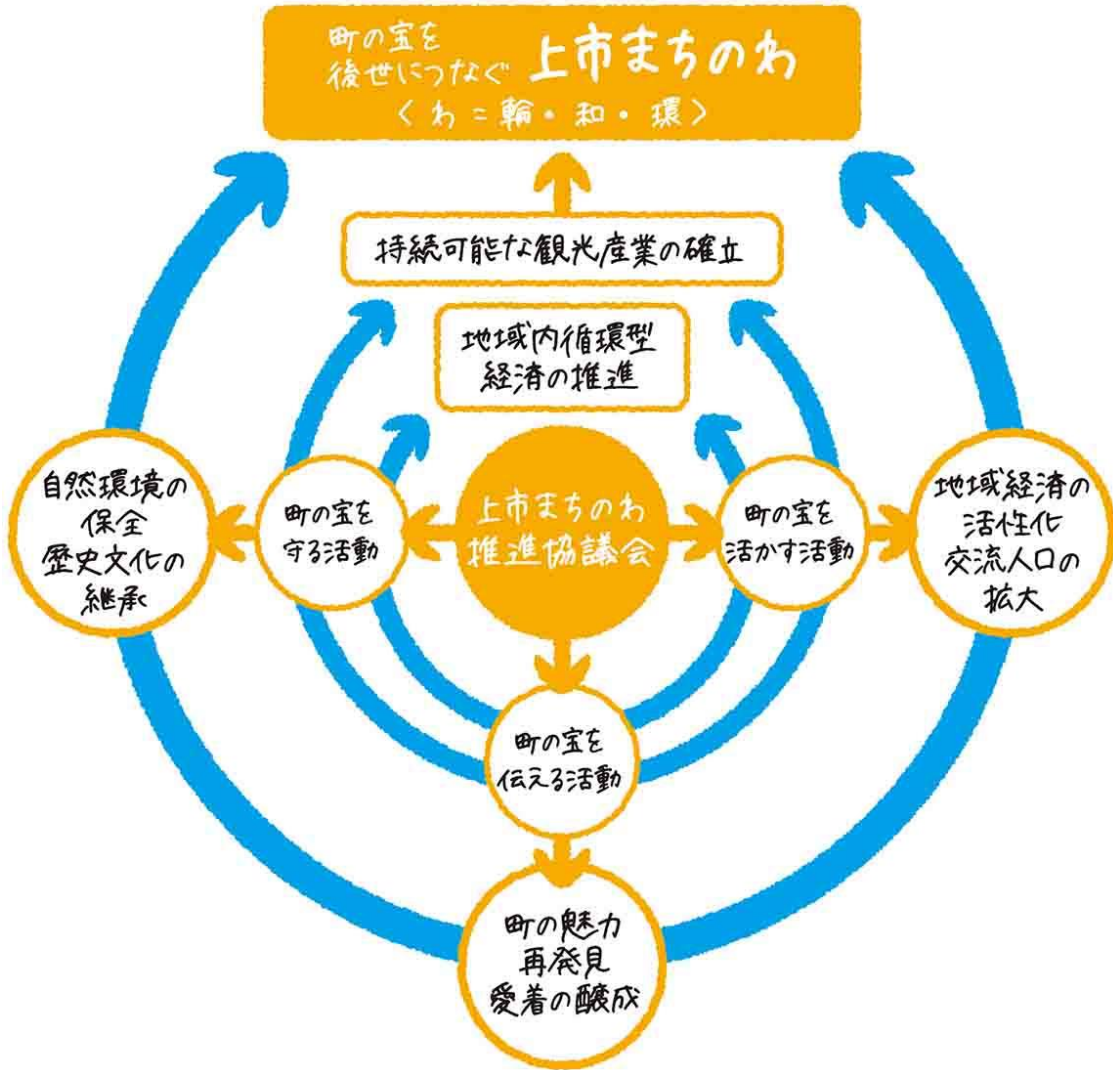 町の宝を
後世につなぐ 上市まちのわ
〈わ=輪・和・環〉
持続可能な観光産業の確立
地域内循環型
経済の推進
自然環境の
保全
歴史文化の
継承
町の宝を
守る活動
上市まちのわ
推進協議会
町の宝を
活かす活動
地域経済の
活性化
交流人口の
拡大
町の宝を
伝える活動
町の魅力
再発見
愛着の醸成